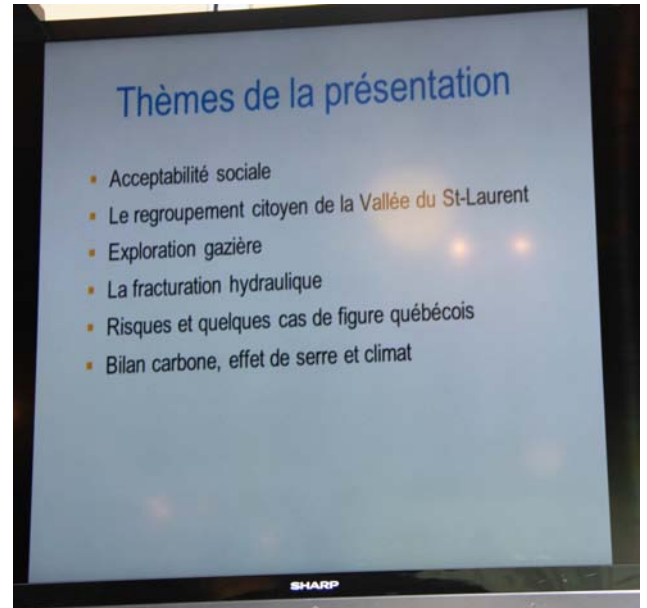 Thèmes de la présentation
▪ Acceptabilité sociale
▪ Le regroupement citoyen de la Vallée du St-Laurent
▪ Exploration gazière
▪ La fracturation hydraulique
▪ Risques et quelques cas de figure québécois
▪ Bilan carbone, effet de serre et climat
SHARP